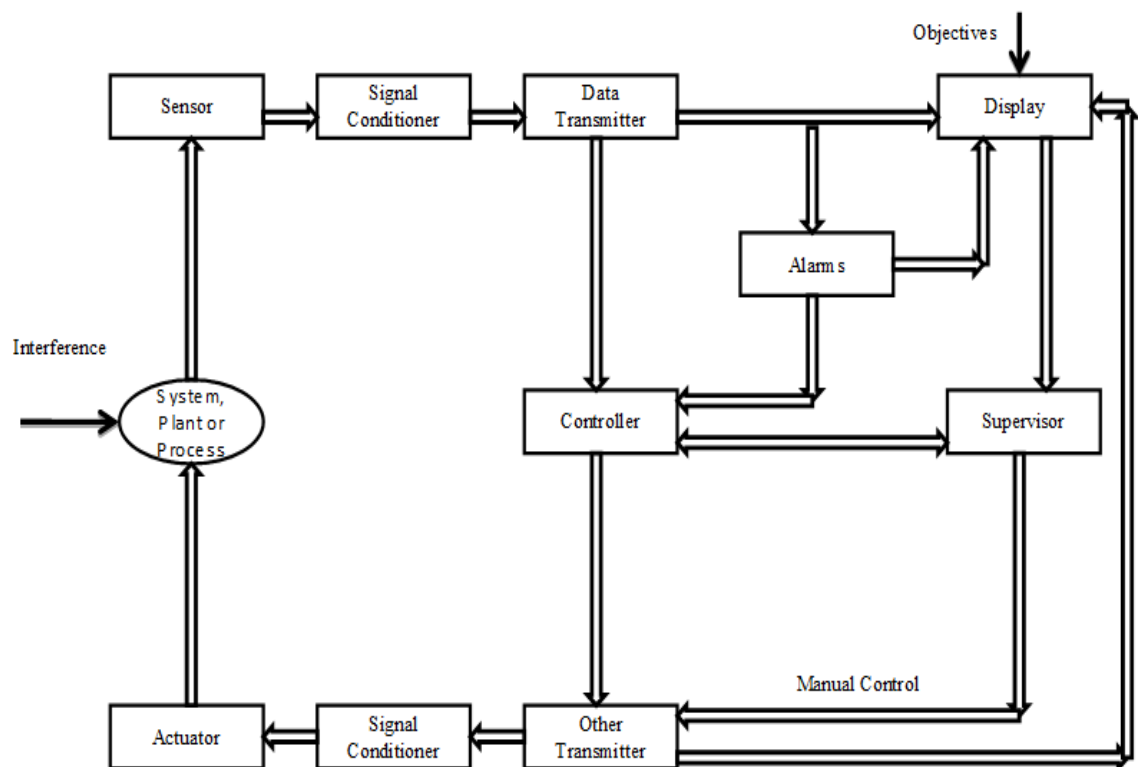 Objectives
Sensor
Signal
Conditioner
Data
Transmitter
Display
Alarms
Interference
System,
Plant or
Process
Controller
Supervisor
Manual Control
Actuator
Signal
Conditioner
Other
Transmitter